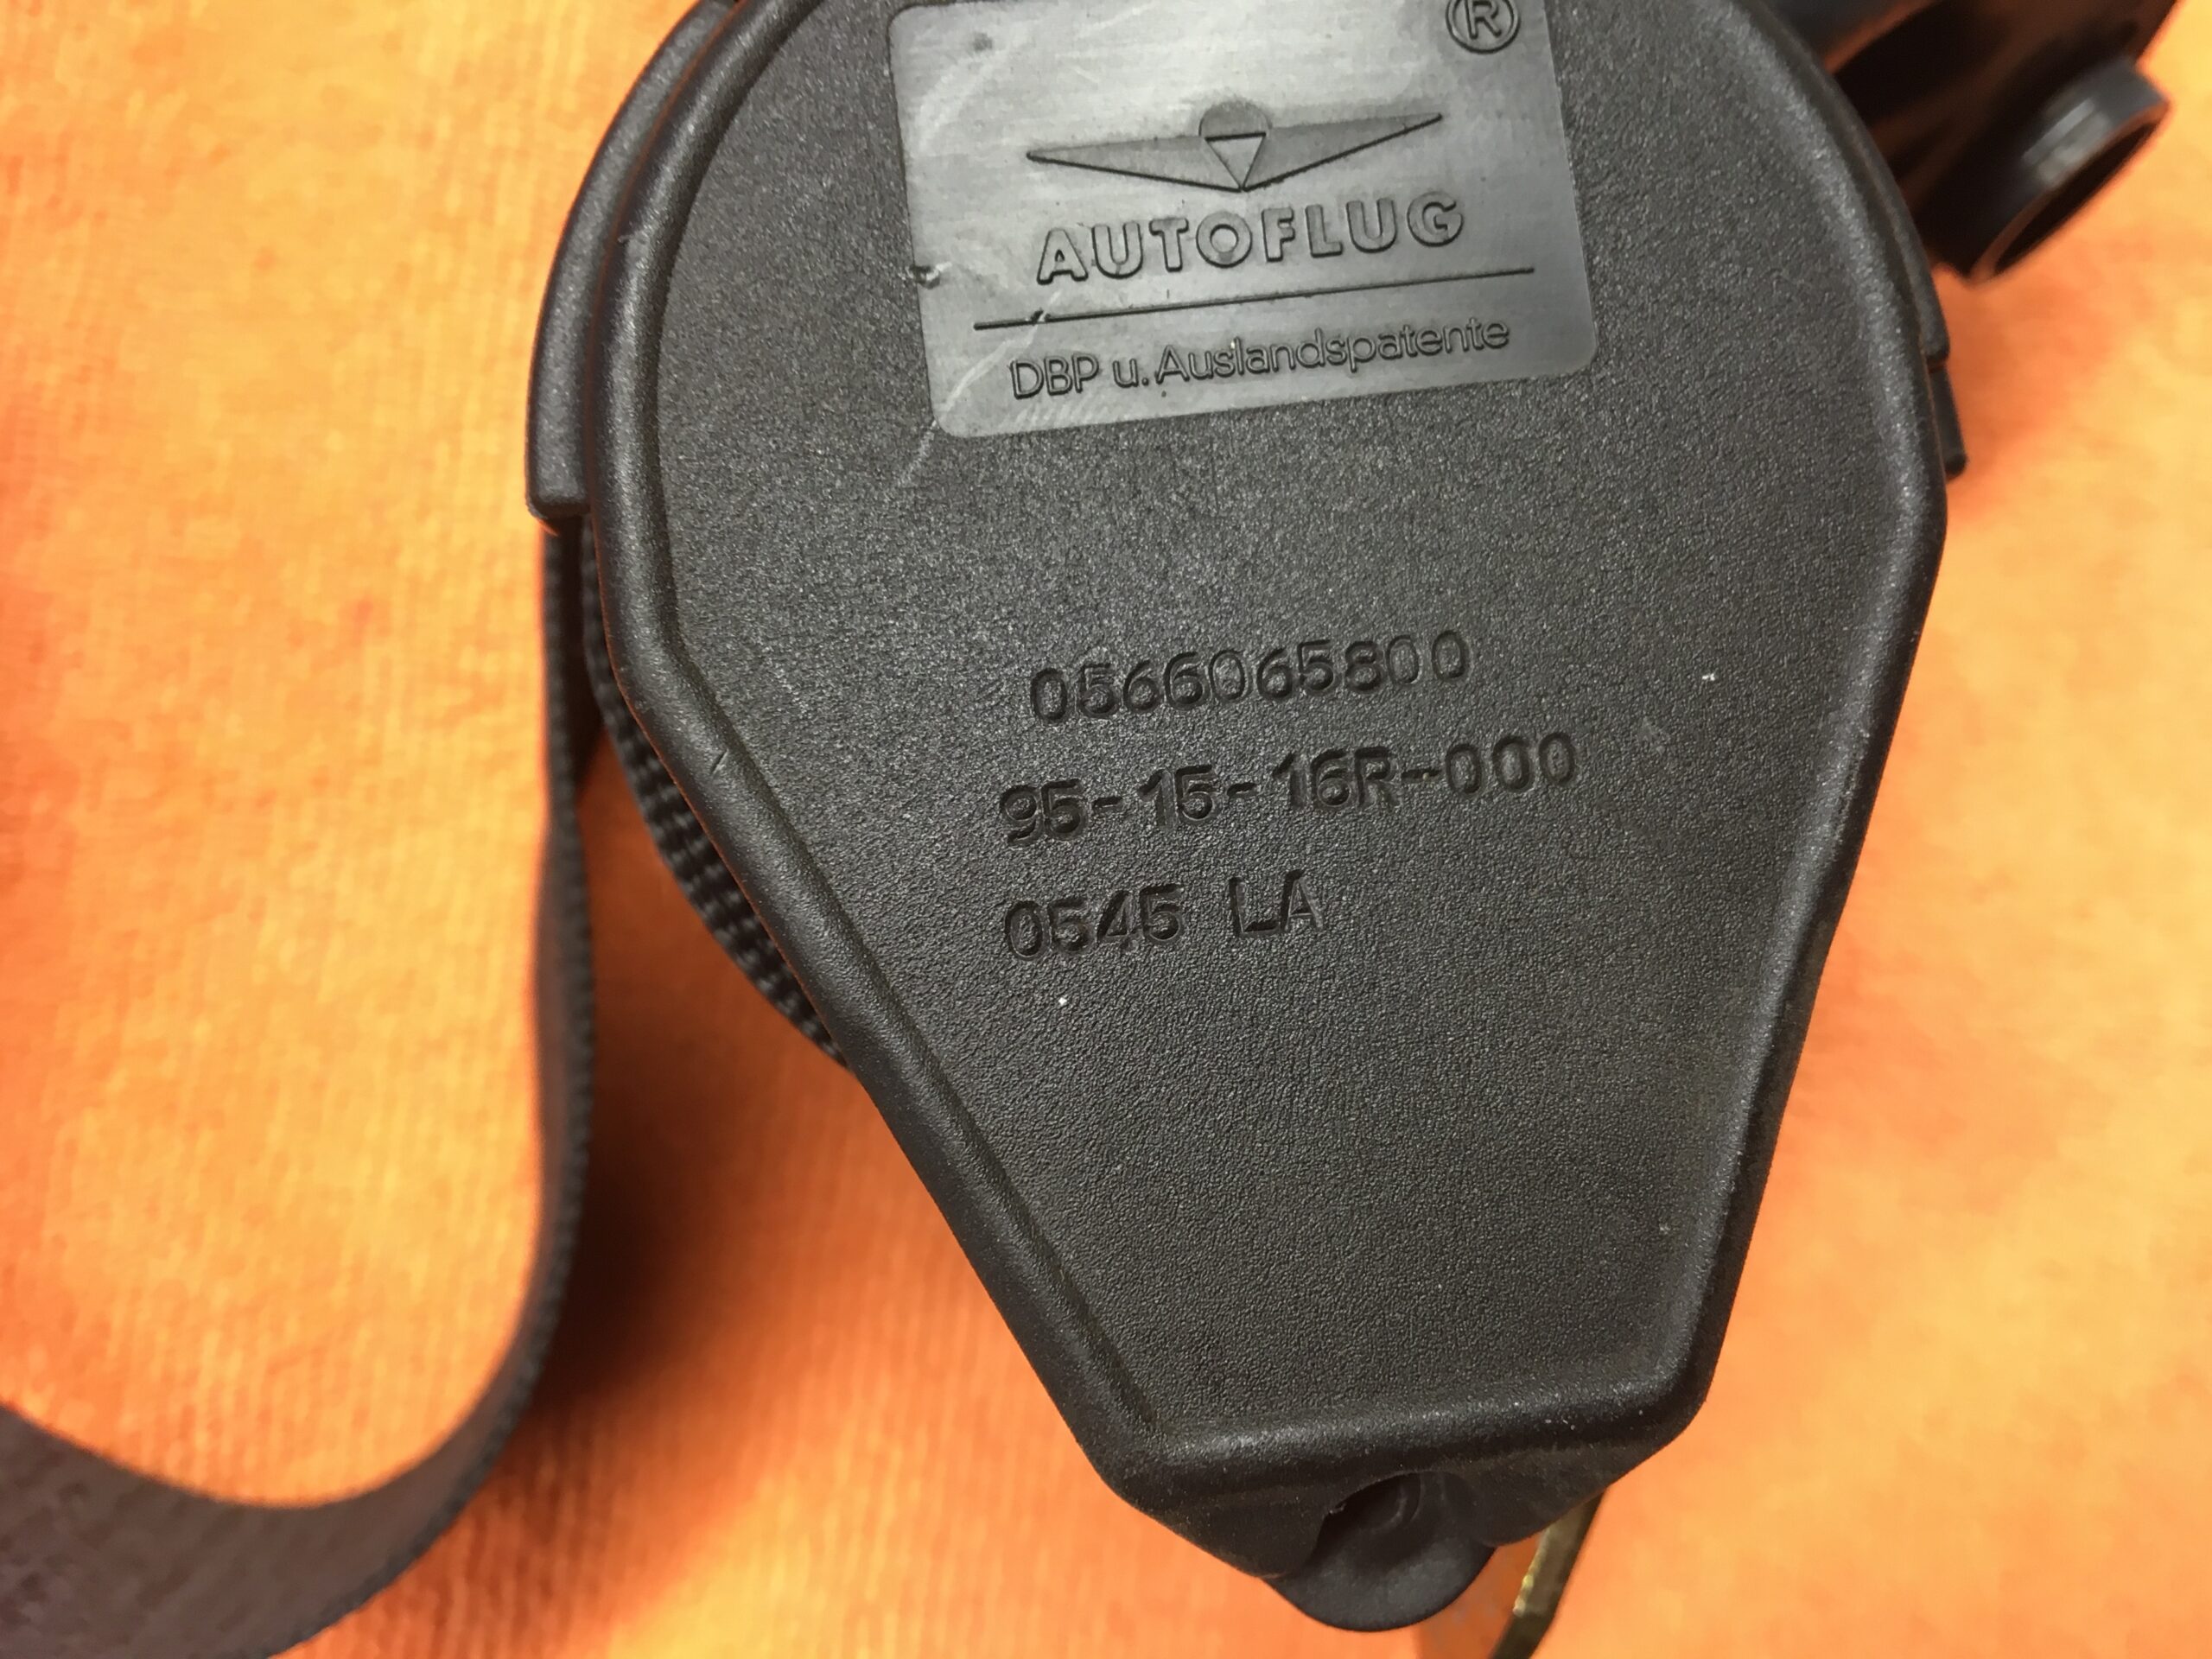 ®
AUTOFLUG
DBP u. Auslandspatente
0566065800
95-15-16R-000
0545 LA